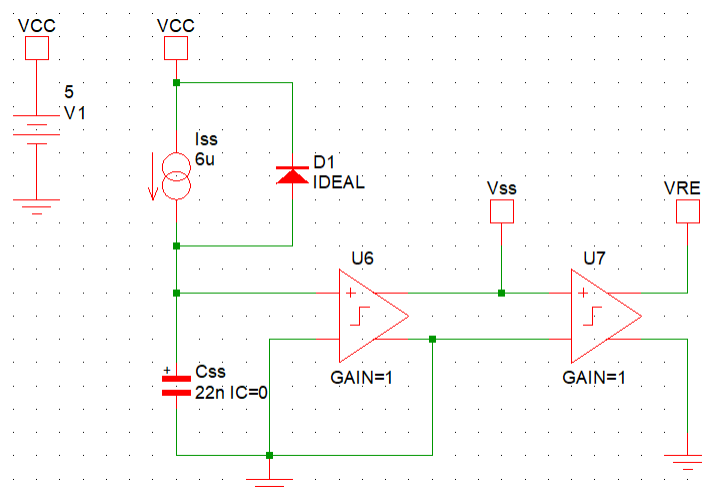 VCC
VCC
5
V1
Iss
6u
D1
IDEAL
Vss
VRE
U6
U7
+
+
+
Css
22n IC=0
GAIN=1
GAIN=1